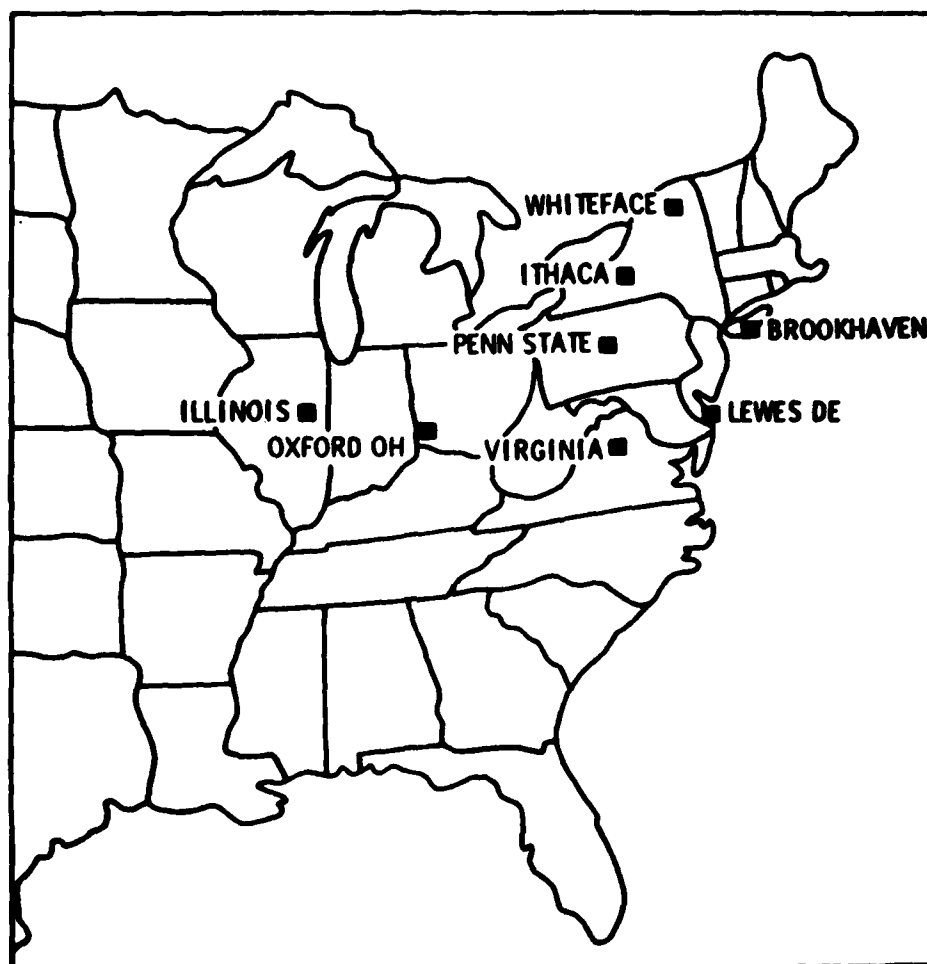 WHITEFACE
ITHACA
BROOKHAVEN
PENN STATE
ILLINOIS
LEWES DE
OXFORD OH
VIRGINIA